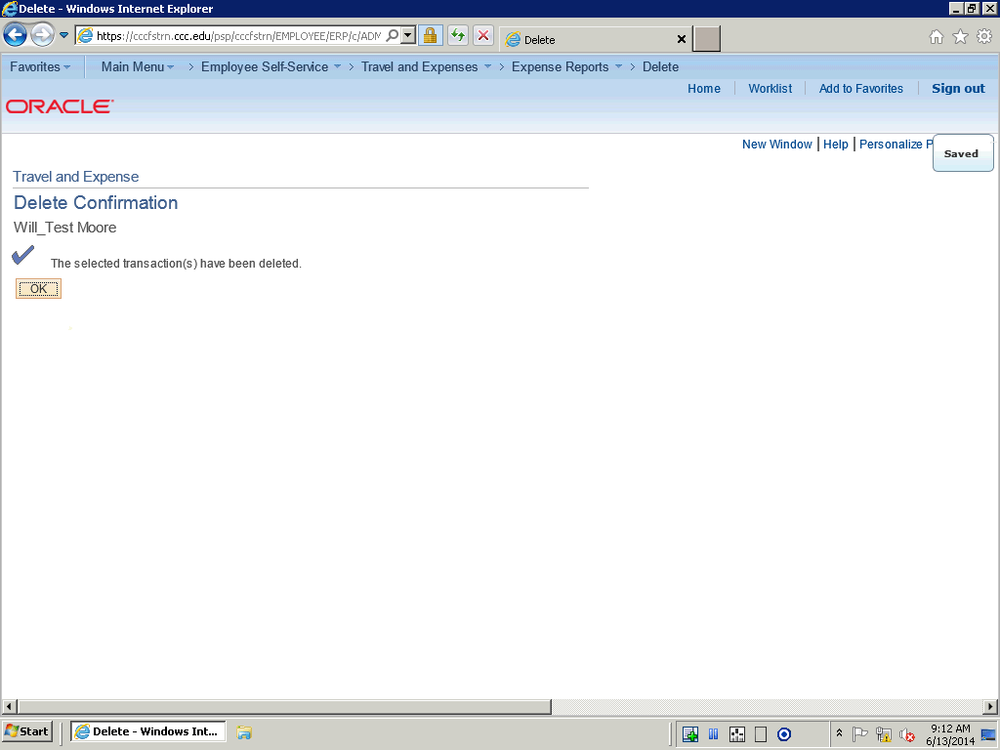 Delete - Windows Internet Explorer
https://cccfstrn.ccc.edu/psp/cccfstrn/EMPLOYEE/ERP/c/ADM
Delete
Favorites Main Menu > Employee Self-Service > Travel and Expenses > Expense Reports > Delete
Home Worklist Add to Favorites Sign out
ORACLE
New Window | Help | Personalize P
Saved
Travel and Expense
Delete Confirmation
Will_Test Moore
The selected transaction(s) have been deleted.
OK
Start
Delete - Windows Int...
9:12 AM
6/13/2014